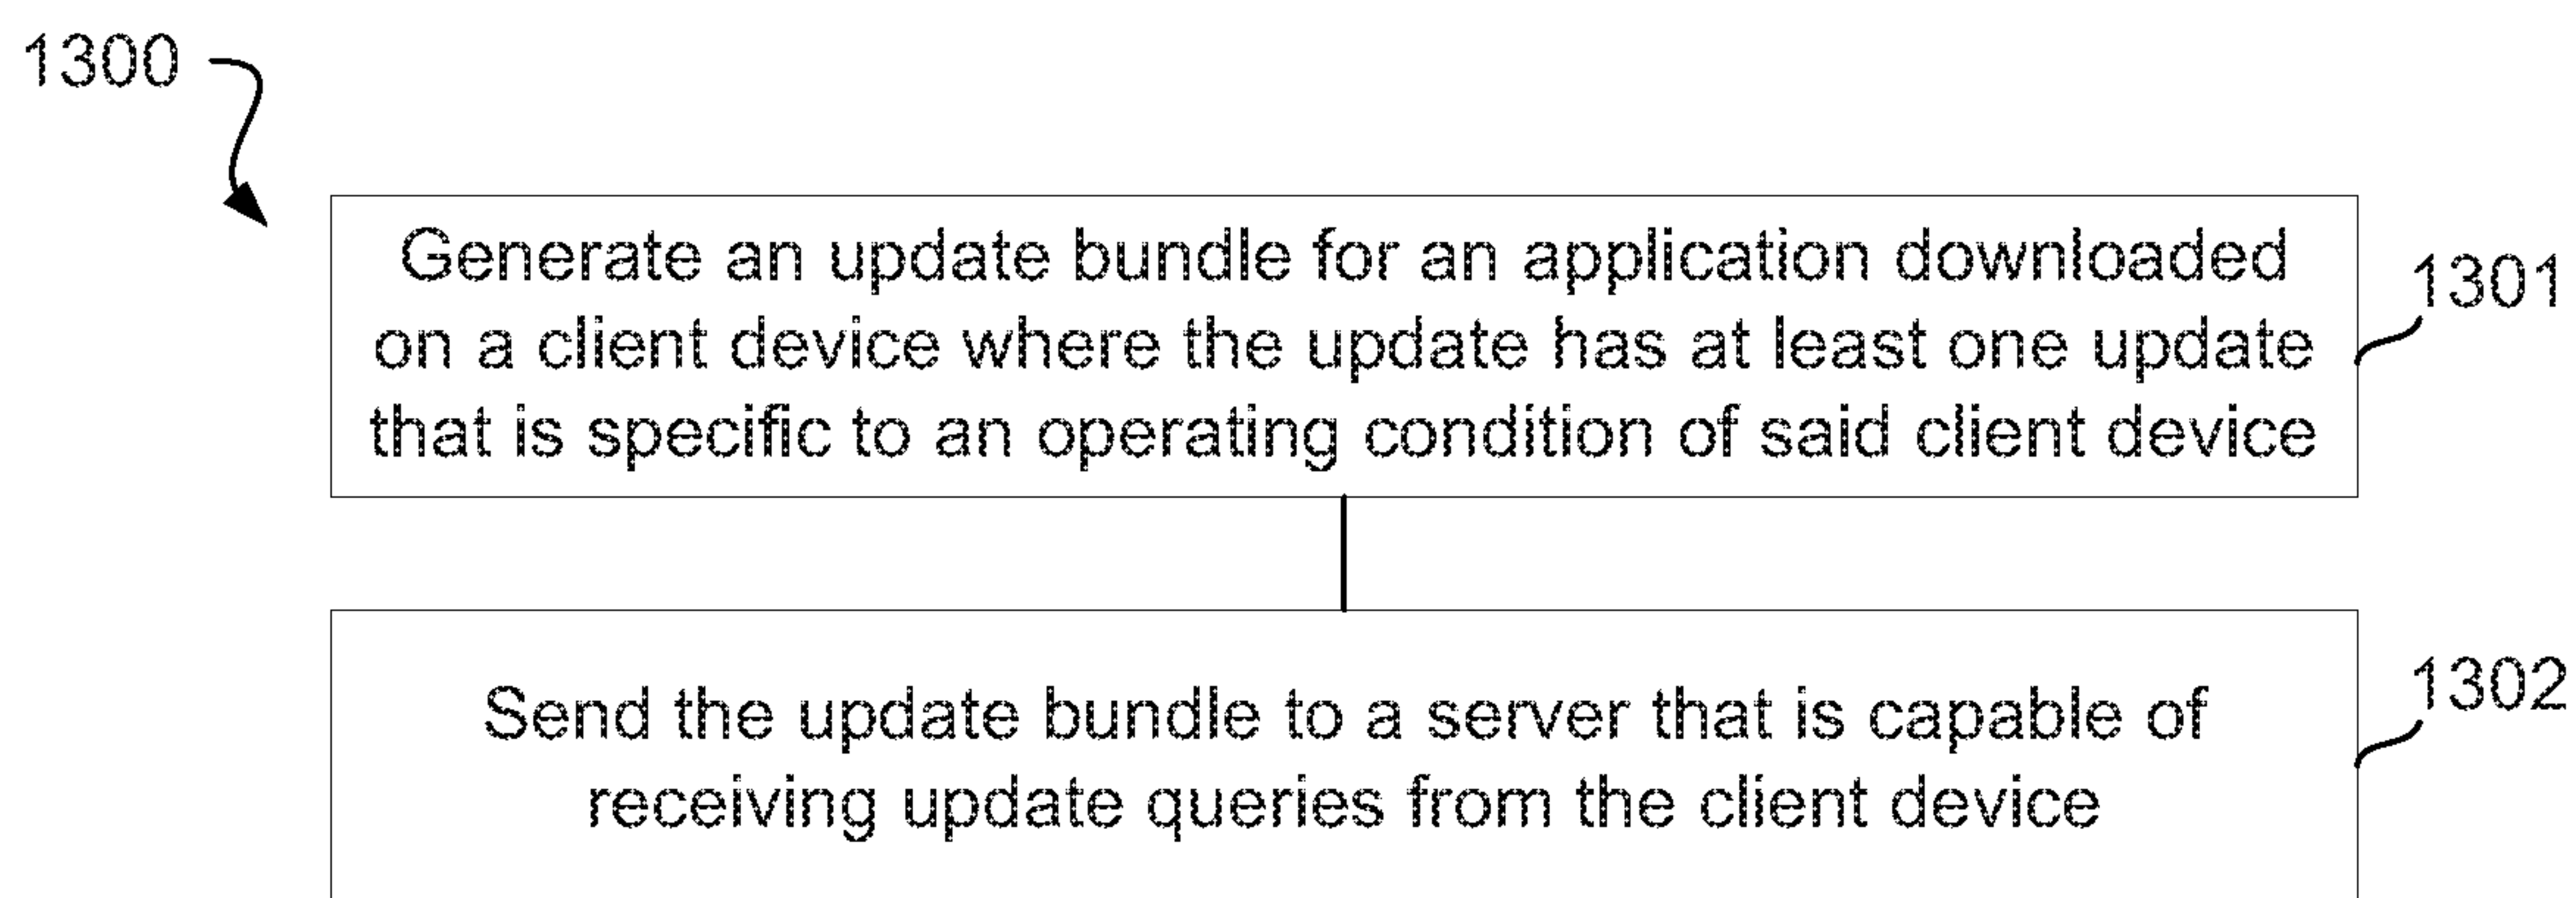 1300
Generate an update bundle for an application downloaded
on a client device where the update has at least one update
that is specific to an operating condition of said client device
1301
Send the update bundle to a server that is capable of
receiving update queries from the client device
1302